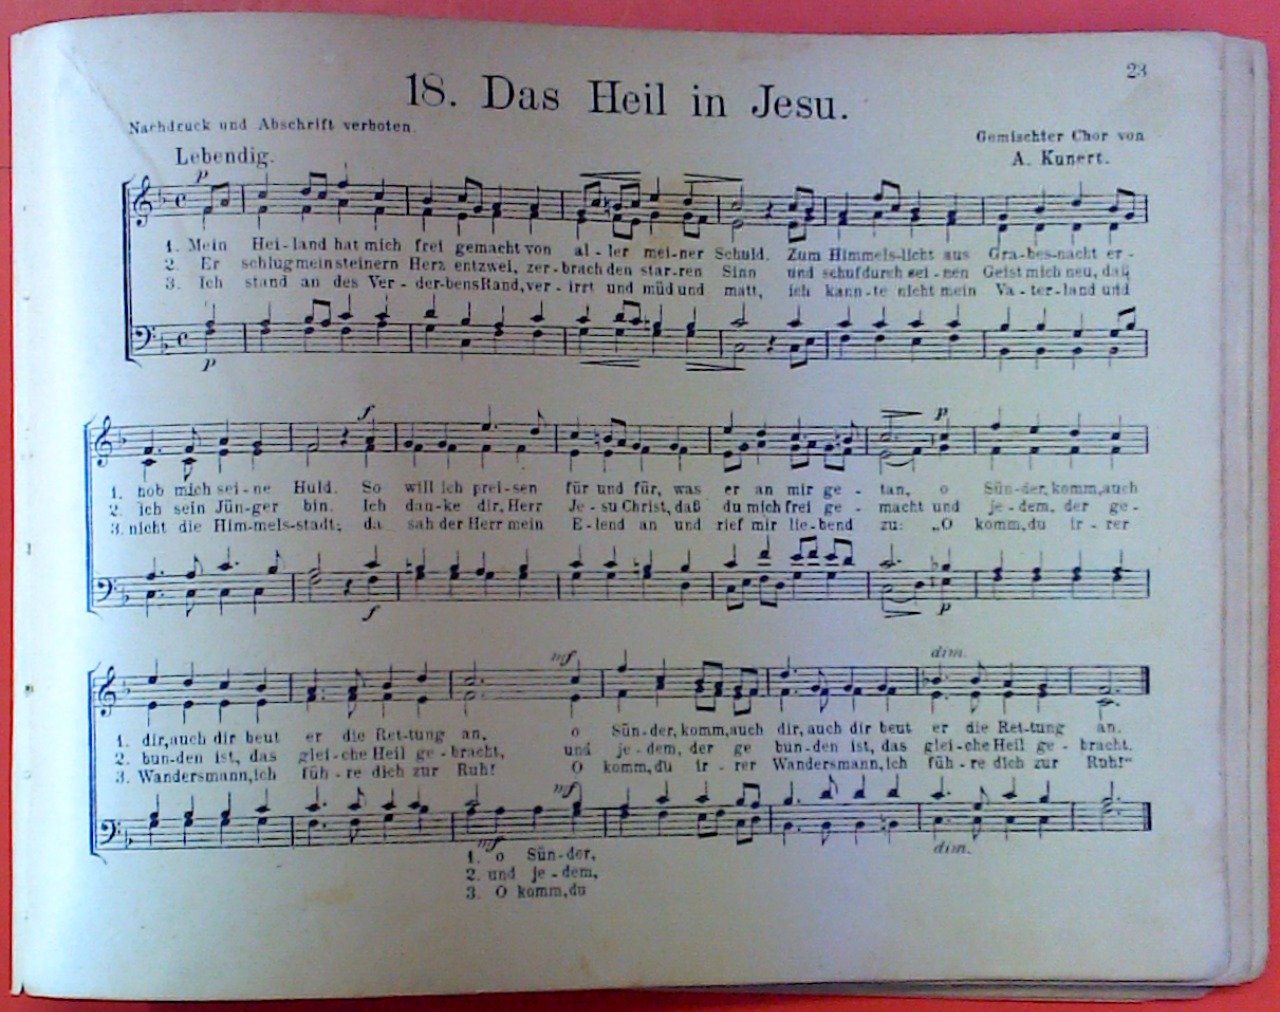 23
18. Das Heil in Jesu.
Nachdruck und Abschrift verboten.
Gemischter Chor von
Lebendig.
A. Kunert.
p
1. Mein Hei-land hat mich frei gemacht von al-ler mei-ner Schuld. Zum Himmels-licht aus Gra-bes-nacht er-
2. Er schlug mein steinern Herz entzwei, zer-brach den star-ren Sinn und schuf durch sei-nen Geist mich neu, daß
3. Ich stand an des Ver-der-bens Rand, ver-irrt und müd und matt, ich kann-te nicht mein Va-ter-land und
p
f
p
1. hob mich sei-ne Huld. So will ich prei-sen für und für, was er an mir ge-tan, o Sün-der, komm, auch
2. ich sein Jün-ger bin. Ich dan-ke dir, Herr Je-su Christ, daß du mich frei ge-macht und je-dem, der ge-
3. nicht die Him-mels-stadt; da sah der Herr mein E-lend an und rief mir lie-bend zu: „O komm, du ir-rer
f
p
mf
dim.
1. dir, auch dir beut er die Ret-tung an, o Sün-der, komm, auch dir, auch dir beut er die Ret-tung an.
2. bun-den ist, das glei-che Heil ge-bracht, und je-dem, der ge bun-den ist, das glei-che Heil ge-bracht.
3. Wandersmann, ich füh-re dich zur Ruh! O komm, du ir-rer Wandersmann, ich füh-re dich zur Ruh!“
mf
mf
dim.
1. o Sün-der,
2. und je-dem,
3. O komm, du